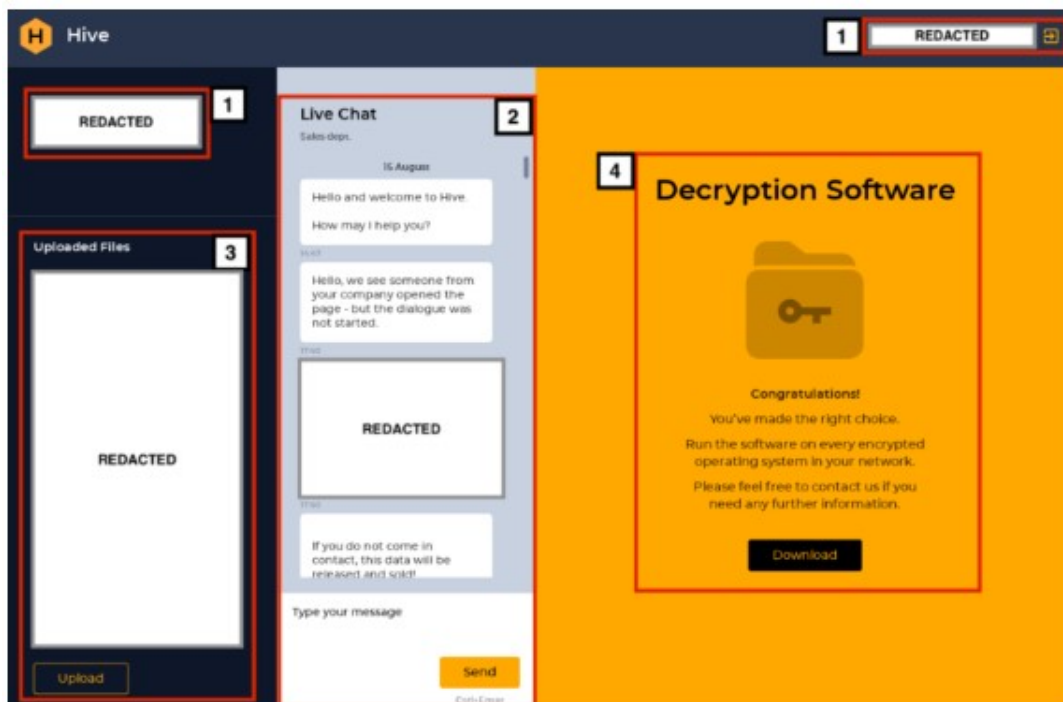 Hive
1
REDACTED
REDACTED
1
Uploaded Files
3
REDACTED
Upload
Live Chat
2
Sales dept.
15 August
Hello and welcome to Hive.
How may I help you?
Hello, we see someone from
your company opened the
page - but the dialogue was
not started.
REDACTED
If you do not come in
contact, this data will be
released and sold!
Type your message
Send
4
Decryption Software
Congratulations!
You've made the right choice.
Run the software on every encrypted
operating system in your network.
Please feel free to contact us if you
need any further information.
Download